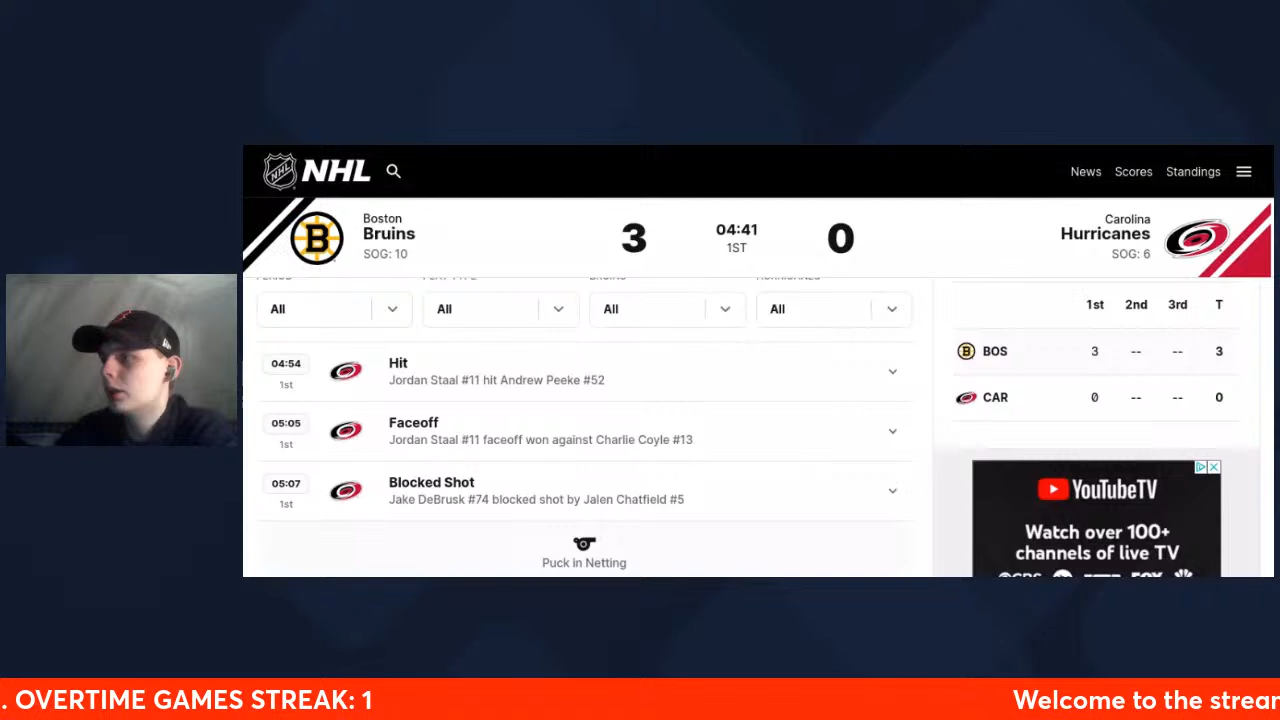 NHL
News Scores Standings
Boston
Bruins
SOG: 10
3
04:41
1ST
0
Carolina
Hurricanes
SOG: 6
All
All
All
All
04:54
1st
Hit
Jordan Staal #11 hit Andrew Peeke #52
05:05
1st
Faceoff
Jordan Staal #11 faceoff won against Charlie Coyle #13
05:07
1st
Blocked Shot
Jake DeBrusk #74 blocked shot by Jalen Chatfield #5
Puck in Netting
1st 2nd 3rd T
BOS 3 -- -- 3
CAR 0 -- -- 0
YouTubeTV
Watch over 100+
channels of live TV
. OVERTIME GAMES STREAK: 1
Welcome to the strear